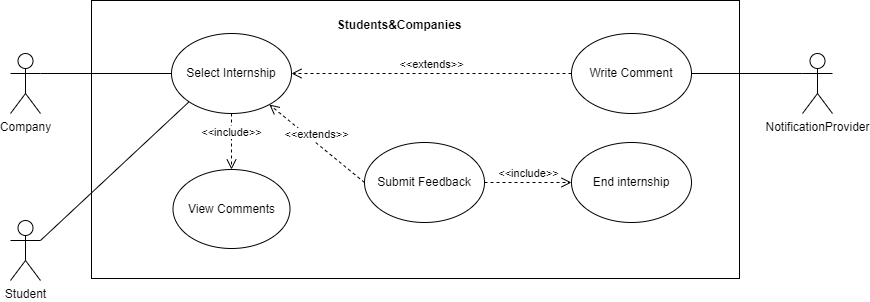 Students&Companies
Select Internship
<<extends>>
Write Comment
Company
NotificationProvider
<<include>>
<<extends>>
Submit Feedback
<<include>>
End internship
View Comments
Student